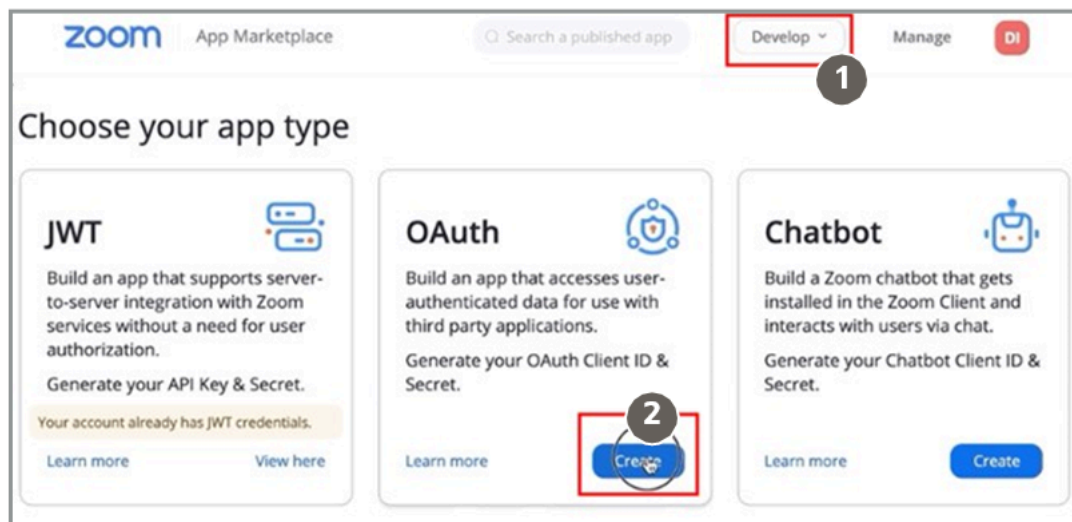 zoom App Marketplace Search a published app Develop Manage DI
1
Choose your app type
JWT
Build an app that supports server-
to-server integration with Zoom
services without a need for user
authorization.
Generate your API Key & Secret.
Your account already has JWT credentials.
Learn more View here
OAuth
Build an app that accesses user-
authenticated data for use with
third party applications.
Generate your OAuth Client ID &
Secret.
2
Learn more Create
Chatbot
Build a Zoom chatbot that gets
installed in the Zoom Client and
interacts with users via chat.
Generate your Chatbot Client ID &
Secret.
Learn more Create